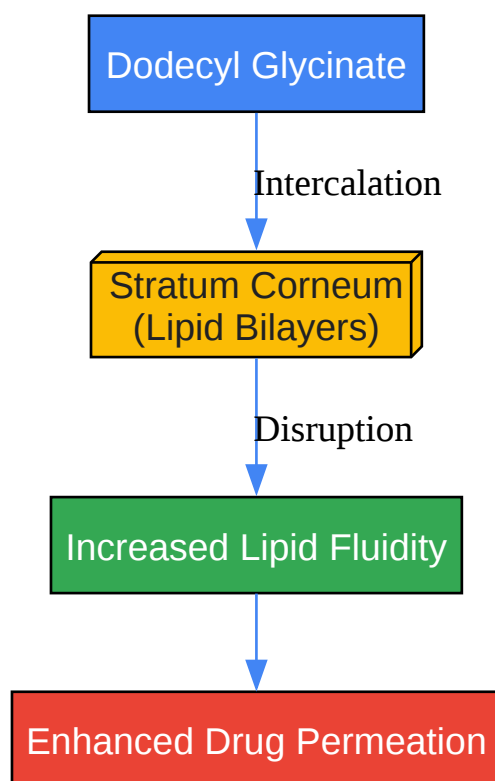 Dodecyl Glycinate
Intercalation
Stratum Corneum
(Lipid Bilayers)
Disruption
Increased Lipid Fluidity
Enhanced Drug Permeation